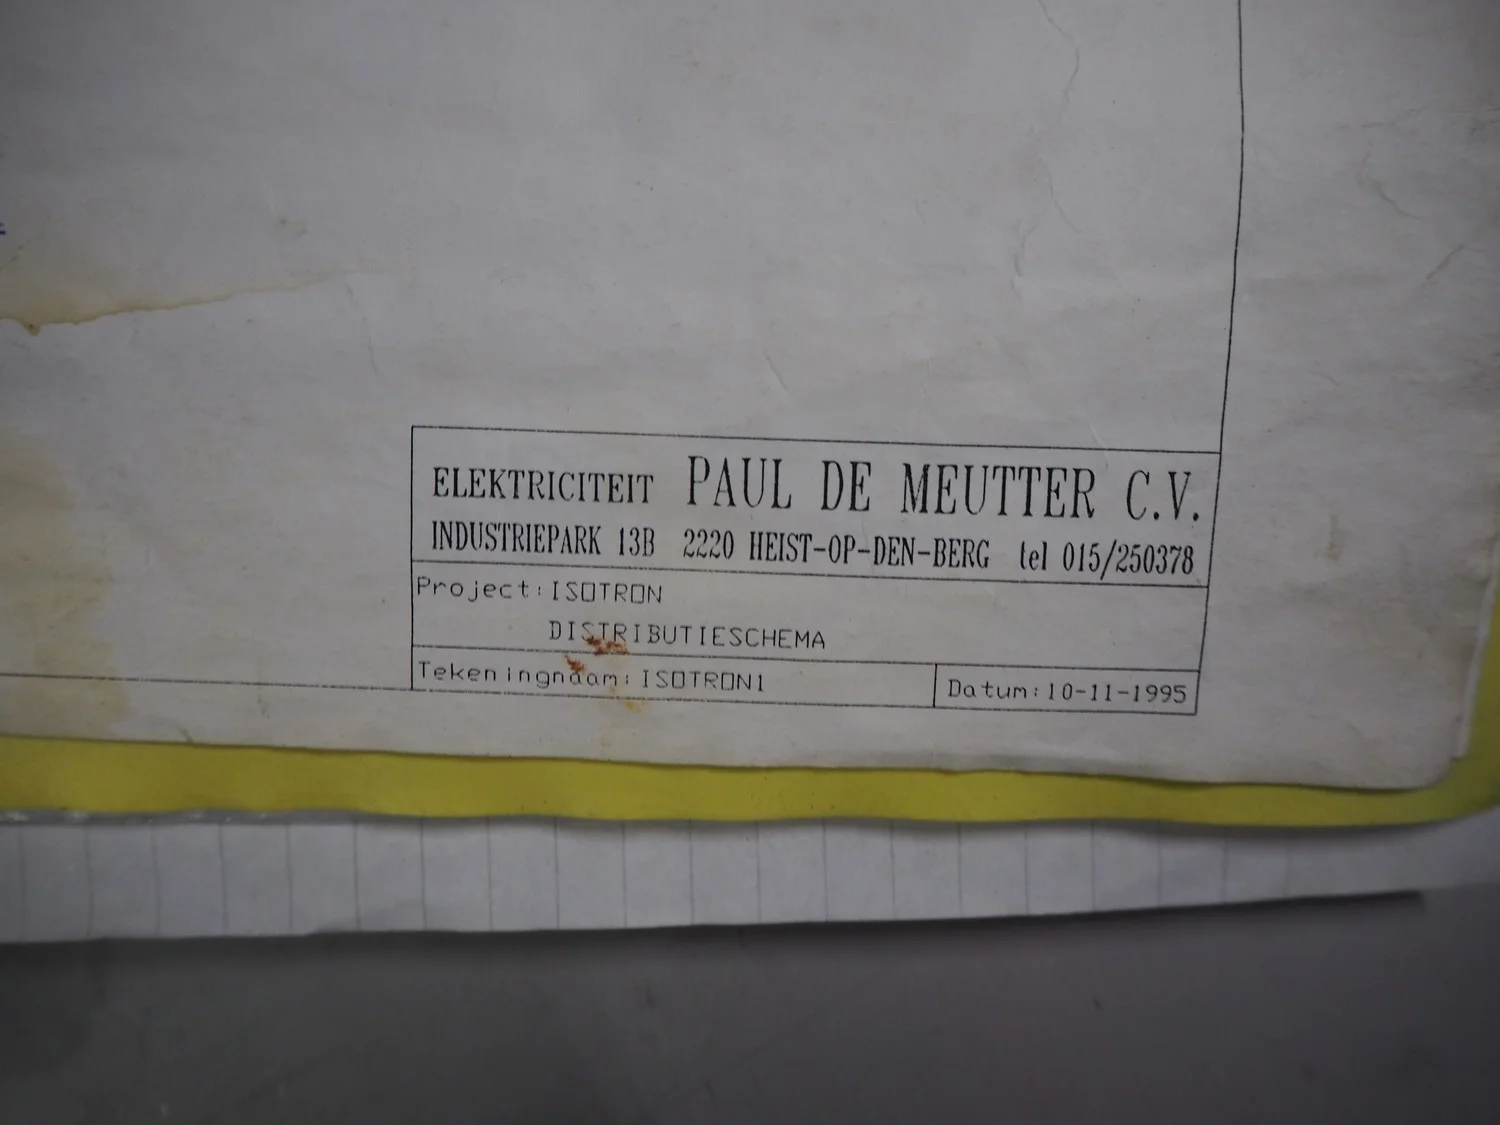 ELEKTRICITEIT PAUL DE MEUTTER C.V.
INDUSTRIEPARK 13B 2220 HEIST-OP-DEN-BERG tel 015/250378
Project: ISOTRON
DISTRIBUTIESCHEMA
Tekeningnaam: ISOTRON1
Datum: 10-11-1995